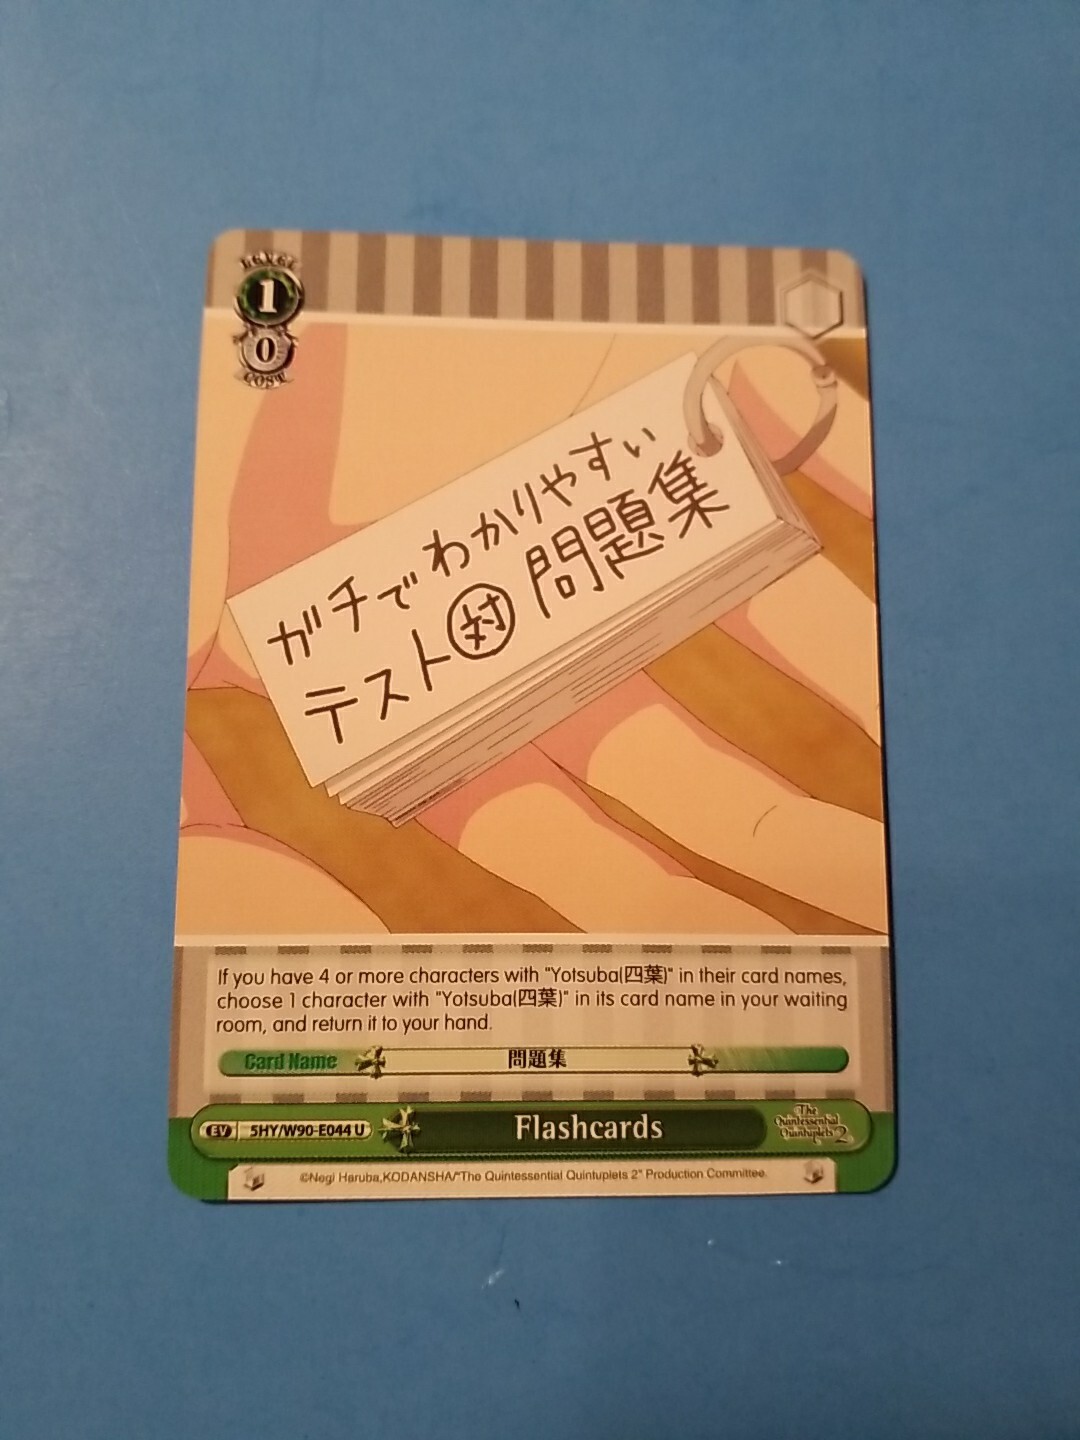 LEVEL
1
0
COST
ガチでわかりやすい
テスト㊥対問題集
If you have 4 or more characters with "Yotsuba(四葉)" in their card names,
choose 1 character with "Yotsuba(四葉)" in its card name in your waiting
room, and return it to your hand.
Card Name 問題集
EV 5HY/W90-E044 U Flashcards The Quintessential Quintuplets 2
©Negi Haruba,KODANSHA/"The Quintessential Quintuplets 2" Production Committee.